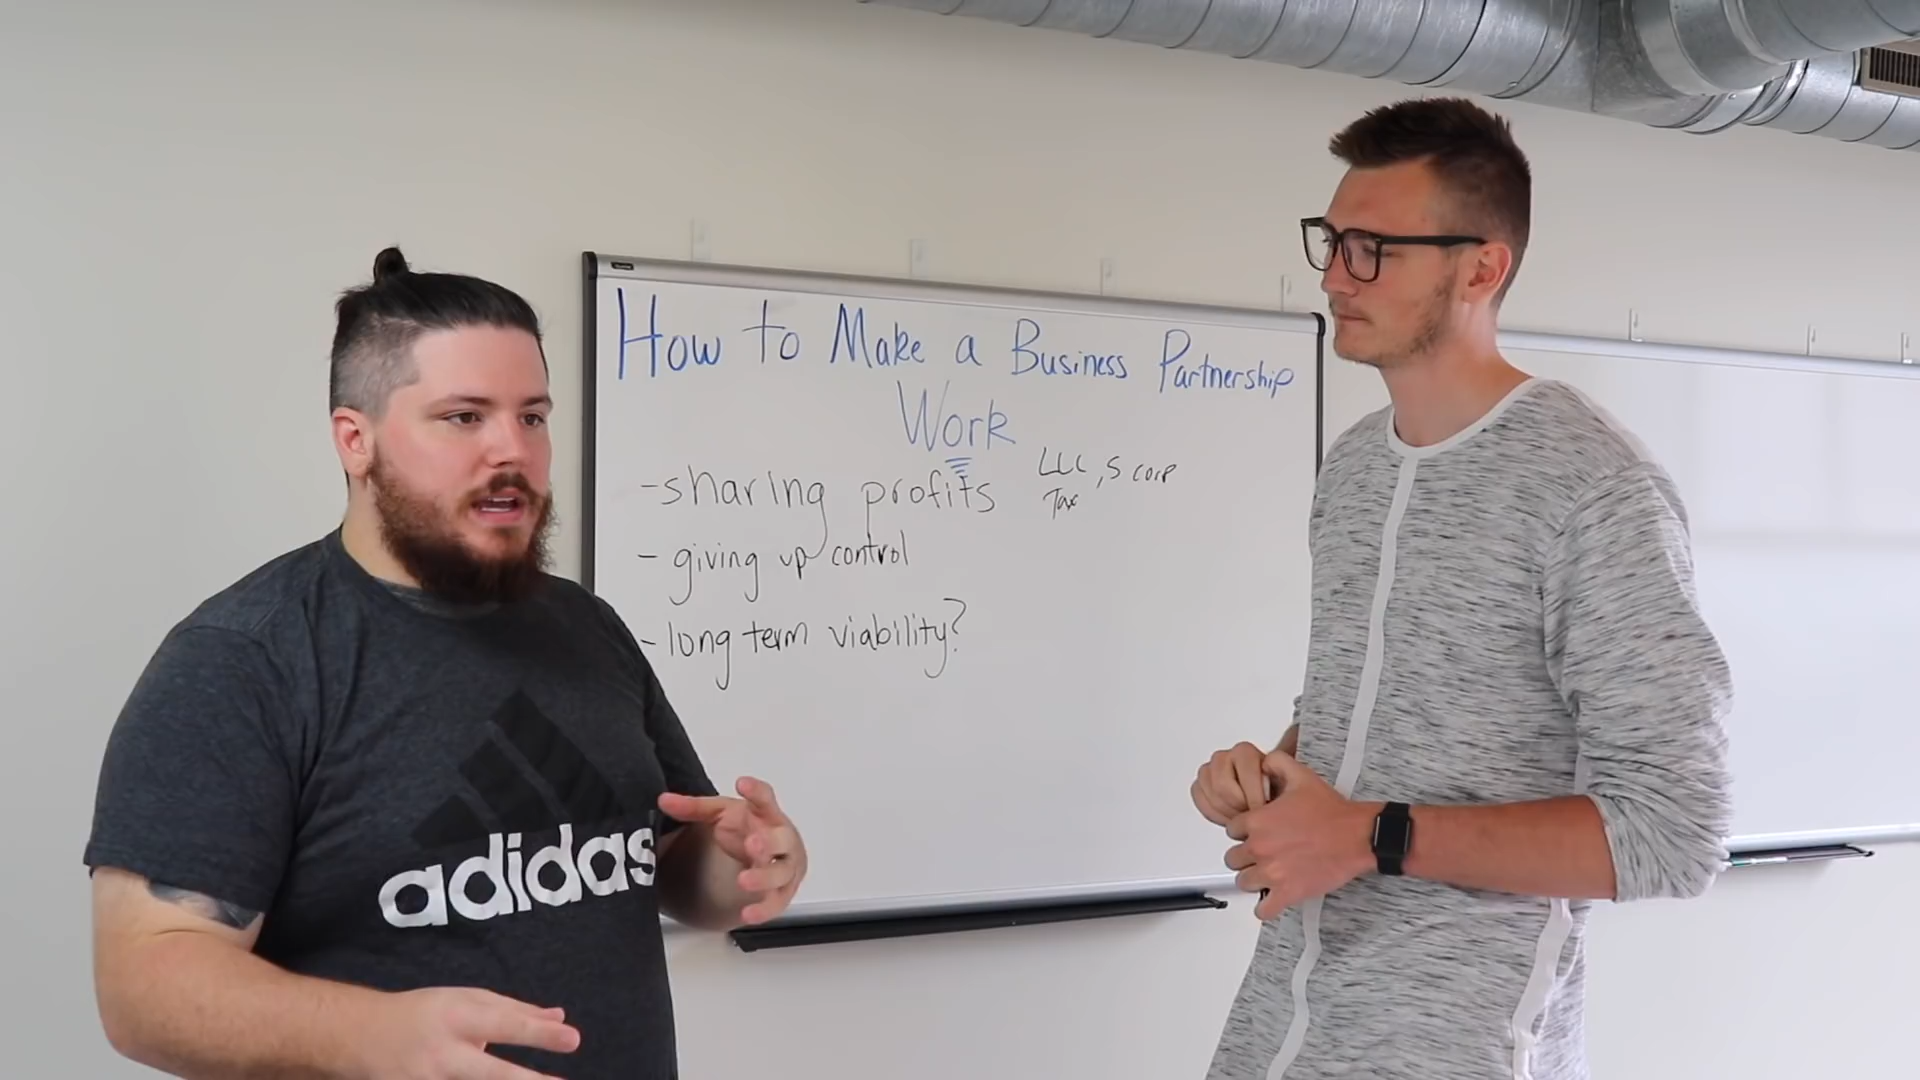 How to Make a Business Partnership
Work
-sharing profits LLC, S corp
Tax
- giving up control
- long term viability?
adidas